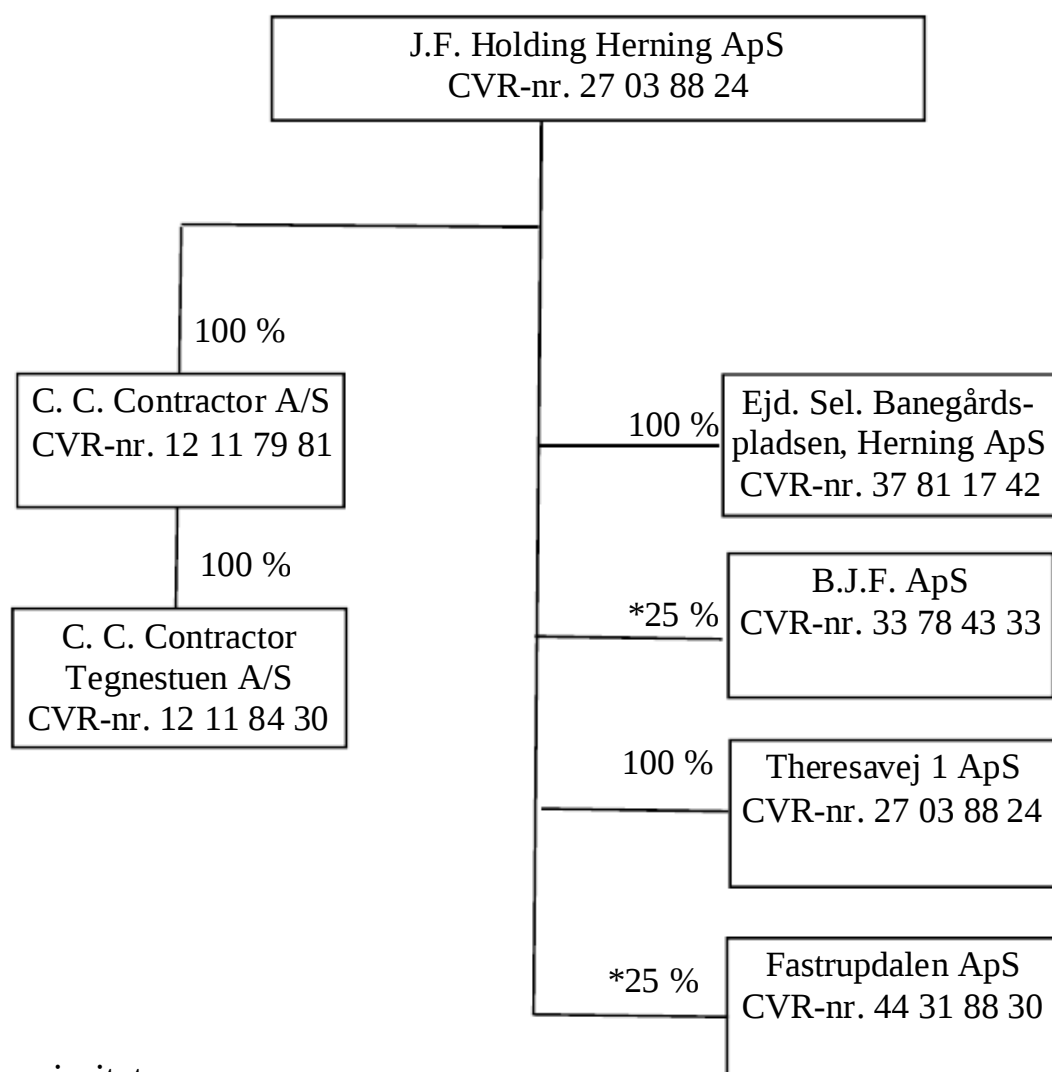 J.F. Holding Herning ApS
CVR-nr. 27 03 88 24
100 %
C. C. Contractor A/S
CVR-nr. 12 11 79 81
100 %
C. C. Contractor
Tegnestuen A/S
CVR-nr. 12 11 84 30
100 %
Ejd. Sel. Banegårds-
pladsen, Herning ApS
CVR-nr. 37 81 17 42
*25 %
B.J.F. ApS
CVR-nr. 33 78 43 33
100 %
Theresavej 1 ApS
CVR-nr. 27 03 88 24
*25 %
Fastrupdalen ApS
CVR-nr. 44 31 88 30